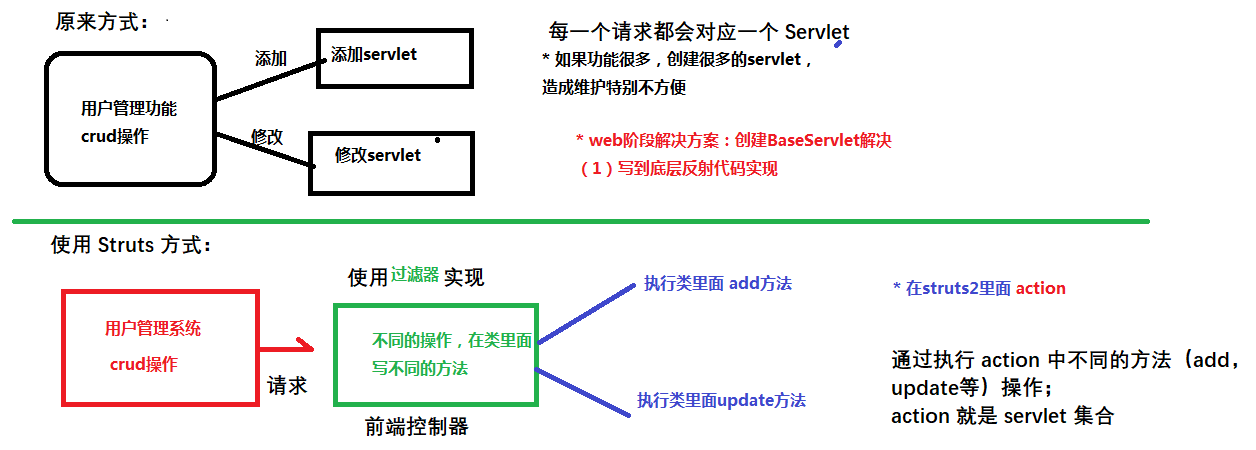 原来方式：
添加
添加servlet
用户管理功能
crud操作
修改
修改servlet
每一个请求都会对应一个 Servlet
* 如果功能很多，创建很多的servlet，
造成维护特别不方便
* web阶段解决方案：创建BaseServlet解决
（1）写到底层反射代码实现
使用 Struts 方式：
用户管理系统
crud操作
请求
使用过滤器 实现
不同的操作，在类里面
写不同的方法
前端控制器
执行类里面 add方法
执行类里面update方法
* 在struts2里面 action
通过执行 action 中不同的方法（add，
update等）操作；
action 就是 servlet 集合